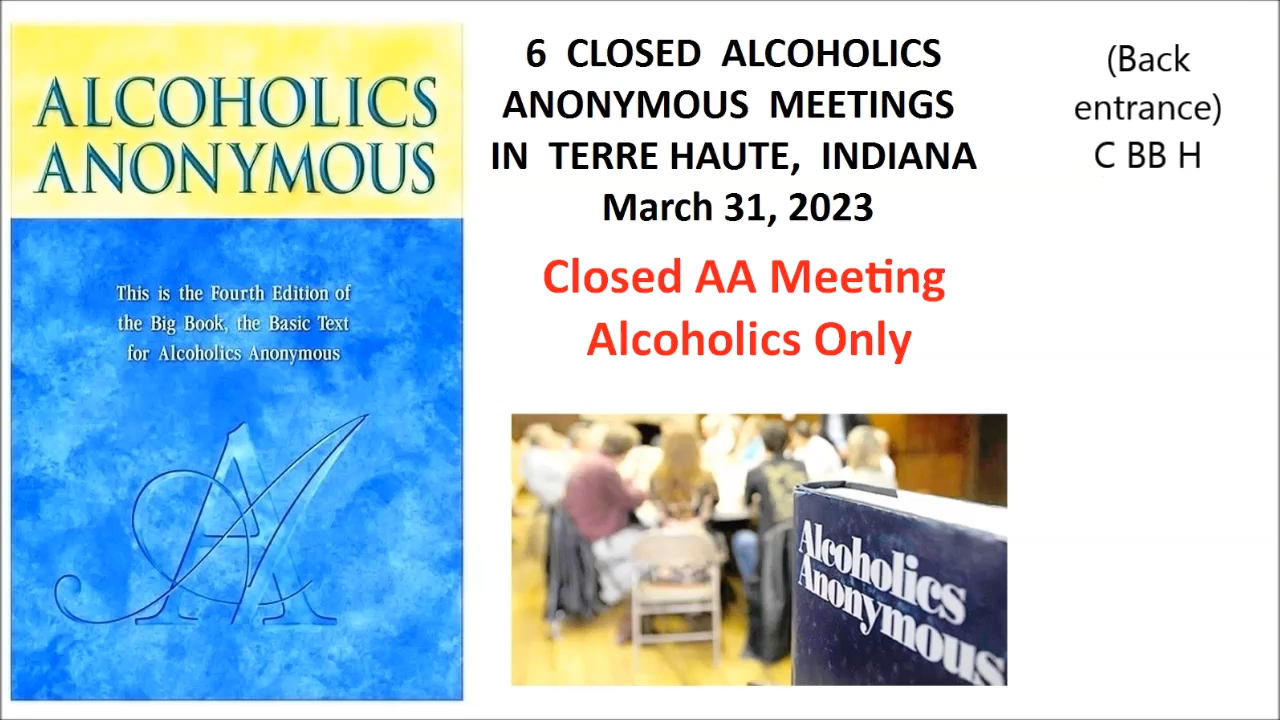 ALCOHOLICS
ANONYMOUS
This is the Fourth Edition of
the Big Book, the Basic Text
for Alcoholics Anonymous
AA
6 CLOSED ALCOHOLICS
ANONYMOUS MEETINGS
IN TERRE HAUTE, INDIANA
March 31, 2023
Closed AA Meeting
Alcoholics Only
Alcoholics
Anonymous
(Back
entrance)
C BB H